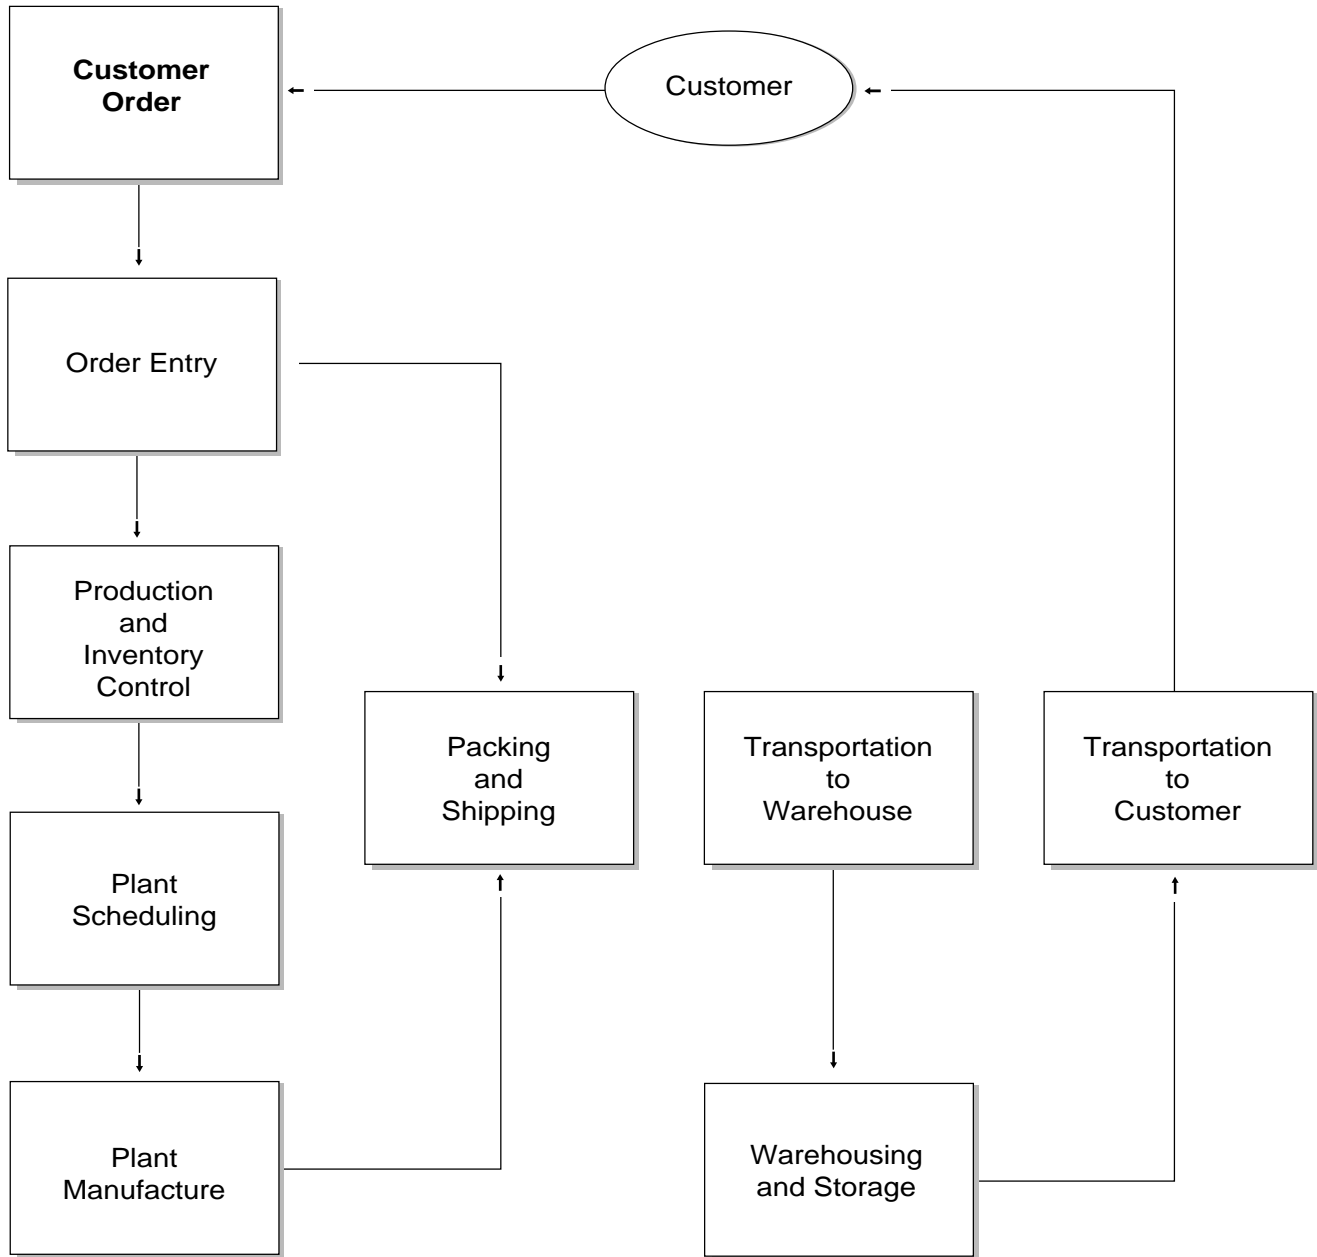 Customer
Order
Customer
Order Entry
Production
and
Inventory
Control
Packing
and
Shipping
Transportation
to
Warehouse
Transportation
to
Customer
Plant
Scheduling
Plant
Manufacture
Warehousing
and Storage